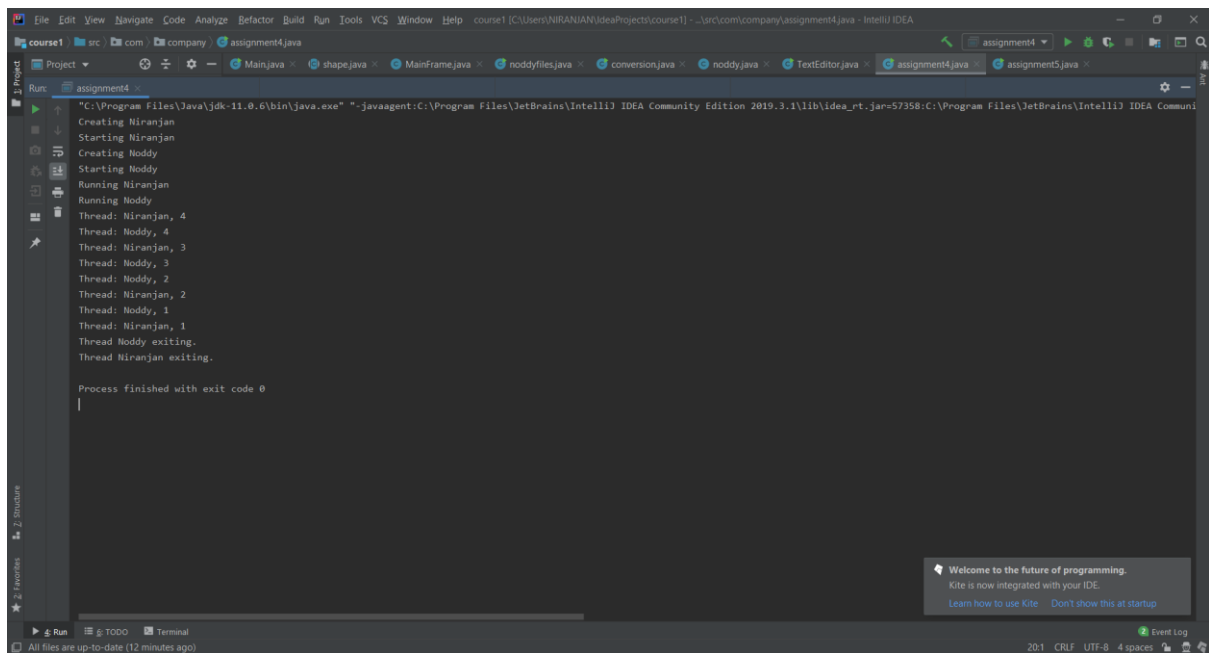 File Edit View Navigate Code Analyze Refactor Build Run Tools VCS Window Help course1 [C:\Users\NIRANJAN\IdeaProjects\course1] - ...\src\com\company\assignment4.java - IntelliJ IDEA
course1 src com company assignment4.java assignment4
Project Main.java shape.java MainFrame.java noddyfiles.java conversion.java noddy.java TextEditor.java assignment4.java assignment5.java
1: Project
Ant
Run: assignment4
"C:\Program Files\Java\jdk-11.0.6\bin\java.exe" "-javaagent:C:\Program Files\JetBrains\IntelliJ IDEA Community Edition 2019.3.1\lib\idea_rt.jar=57358:C:\Program Files\JetBrains\IntelliJ IDEA Communi
Creating Niranjan
Starting Niranjan
Creating Noddy
Starting Noddy
Running Niranjan
Running Noddy
Thread: Niranjan, 4
Thread: Noddy, 4
Thread: Niranjan, 3
Thread: Noddy, 3
Thread: Noddy, 2
Thread: Niranjan, 2
Thread: Noddy, 1
Thread: Niranjan, 1
Thread Noddy exiting.
Thread Niranjan exiting.
Process finished with exit code 0
Z: Structure
2: Favorites
Welcome to the future of programming.
Kite is now integrated with your IDE.
Learn how to use Kite Don't show this at startup
4: Run 6: TODO Terminal 2 Event Log
All files are up-to-date (12 minutes ago) 20:1 CRLF UTF-8 4 spaces